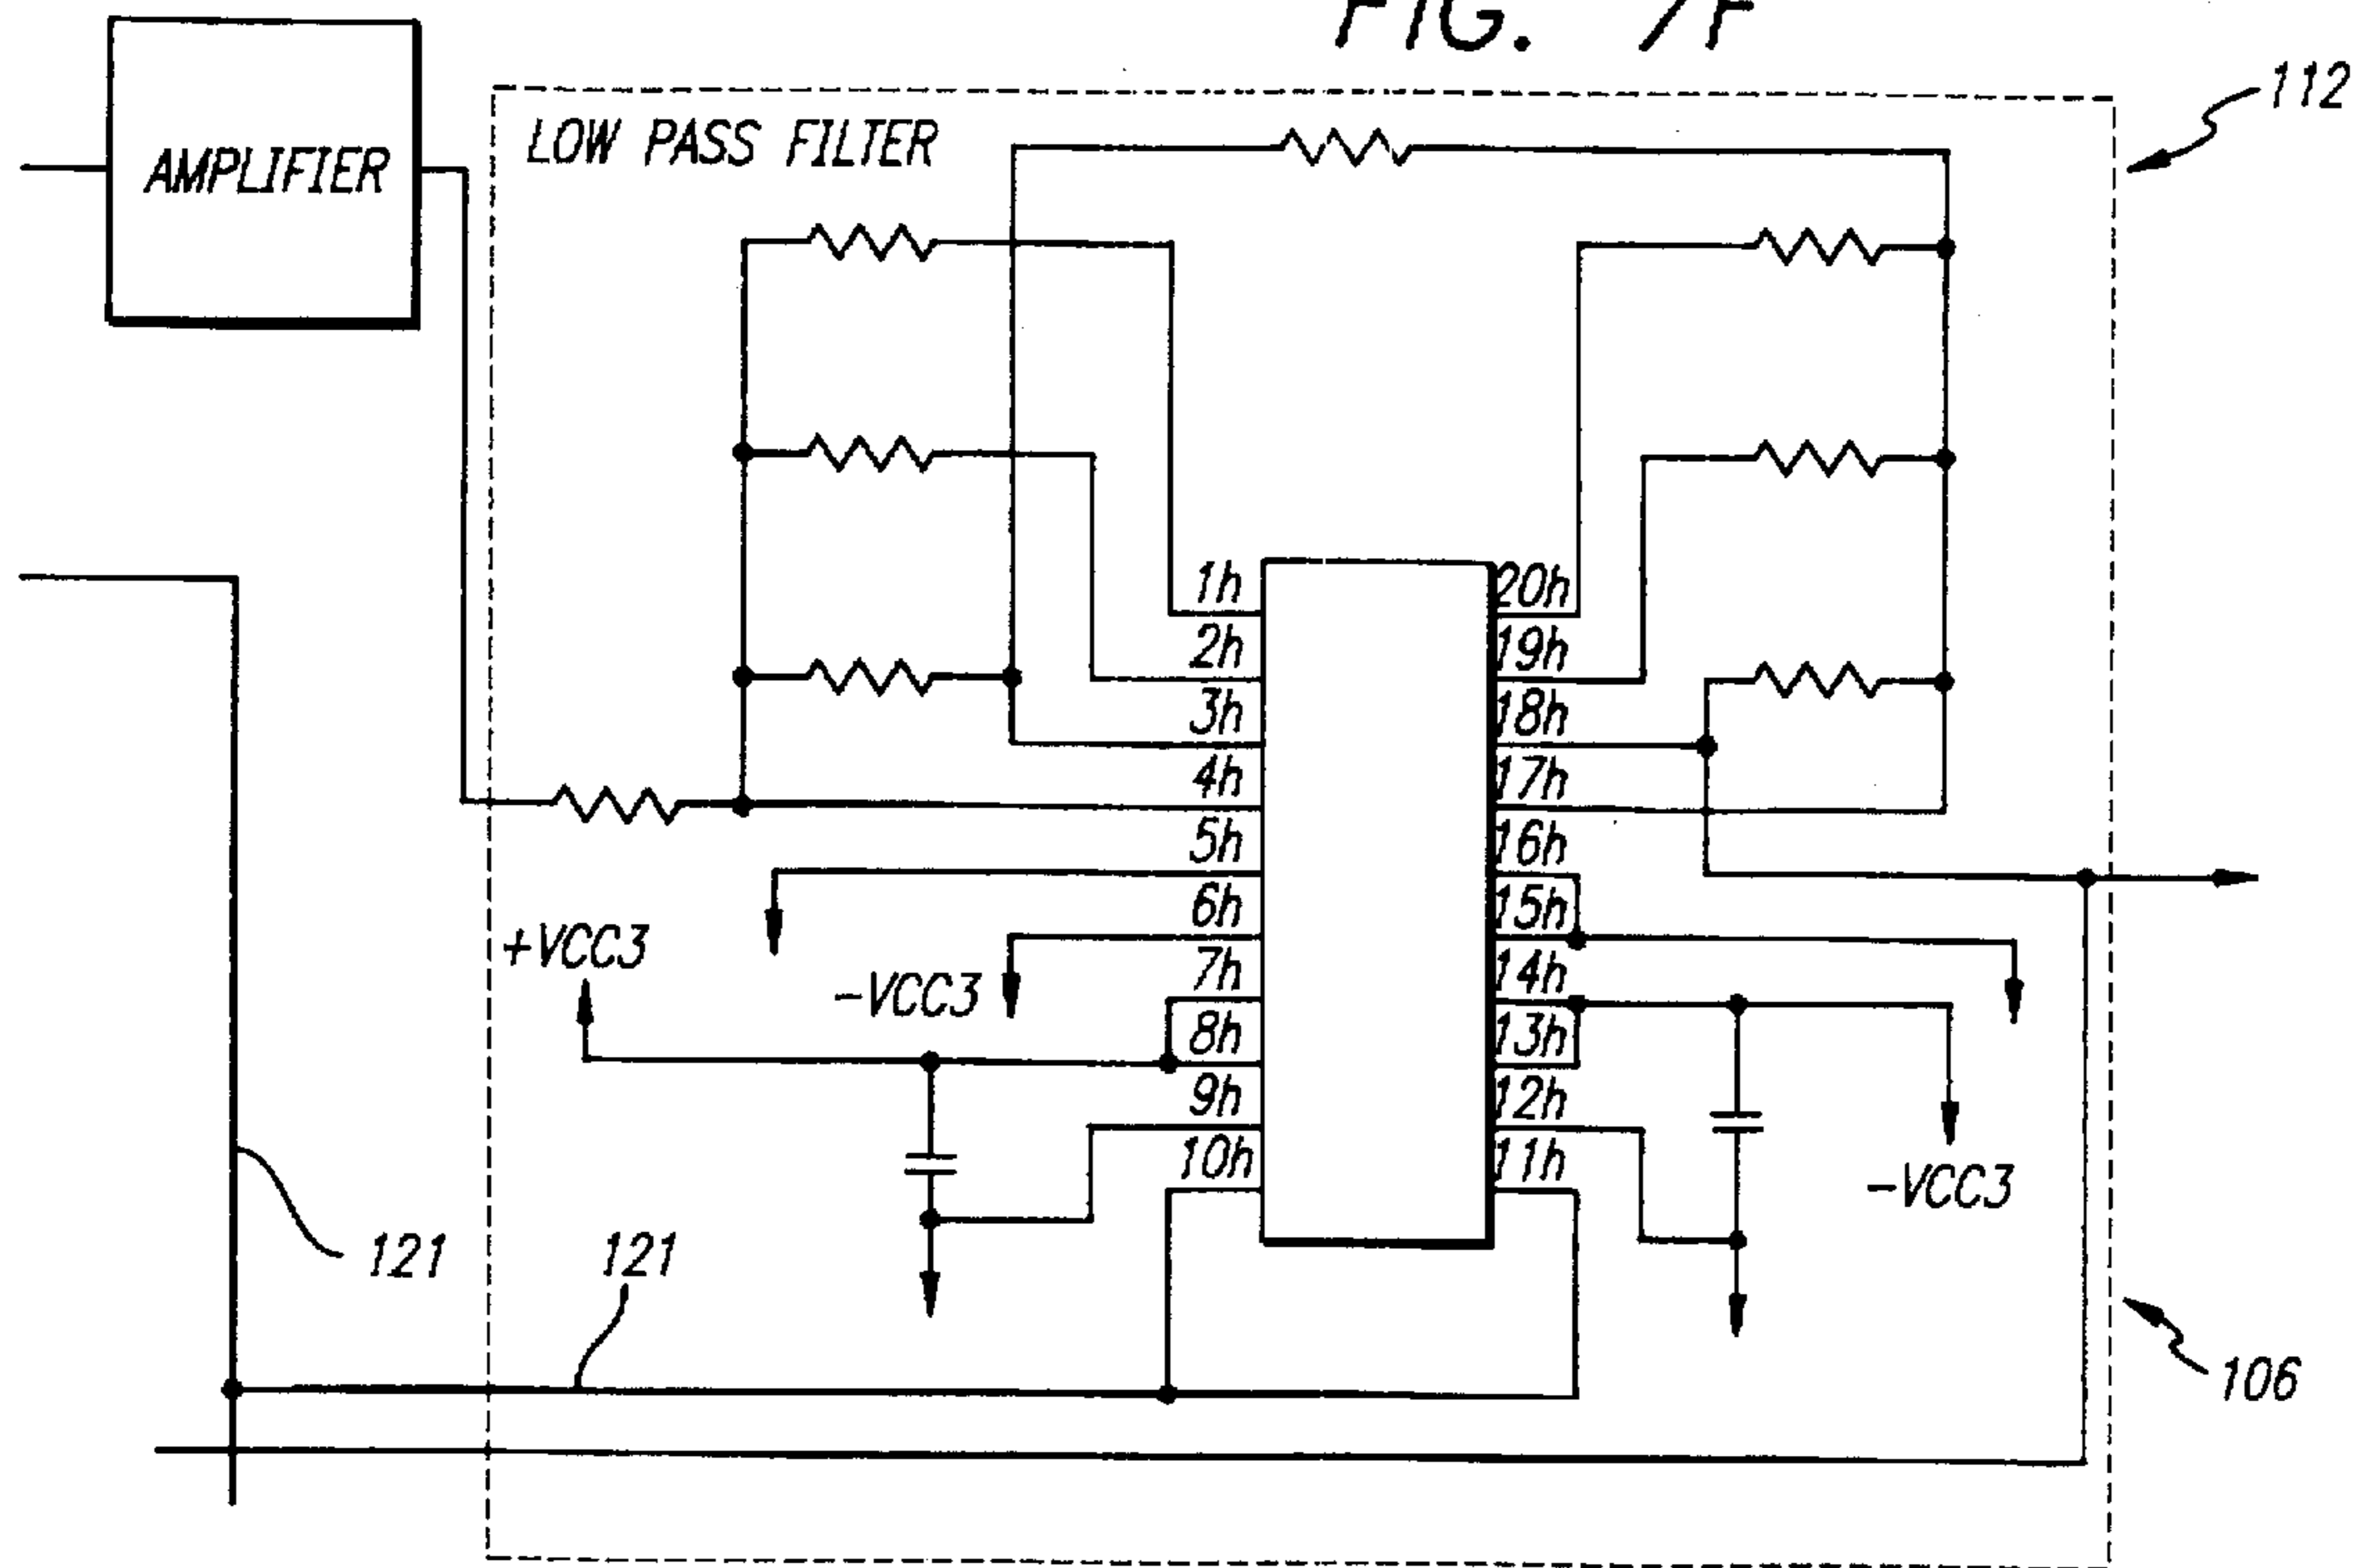 FIG. 7F
112
LOW PASS FILTER
AMPLIFIER
1h
20h
2h
19h
3h
18h
4h
17h
5h
16h
6h
15h
+VCC3
-VCC3
7h
14h
8h
13h
9h
12h
10h
11h
-VCC3
121
121
106